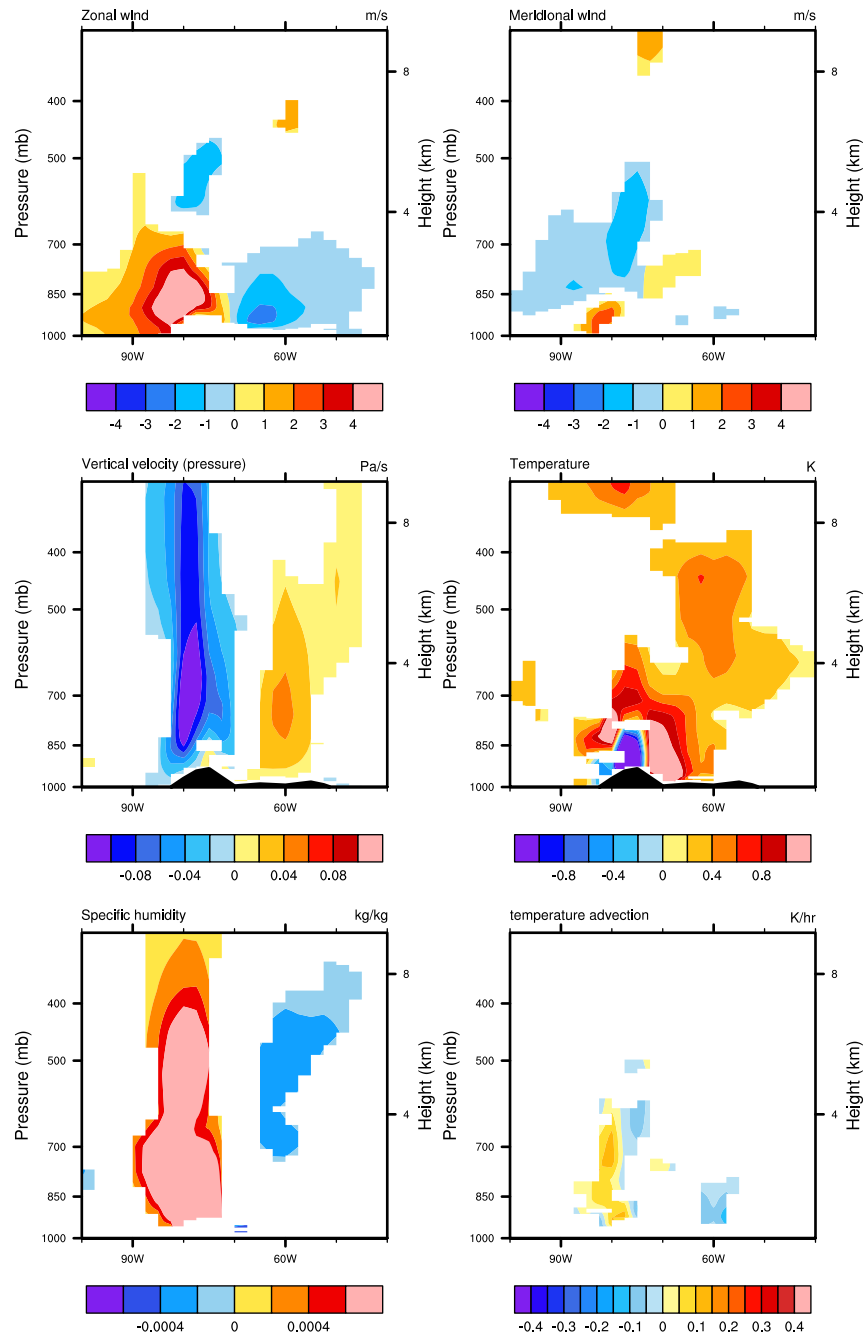 Zonal wind m/s
Pressure (mb)
400
500
700
850
1000
Height (km)
8
4
90W 60W
-4 -3 -2 -1 0 1 2 3 4
Meridional wind m/s
Pressure (mb)
400
500
700
850
1000
Height (km)
8
4
90W 60W
-4 -3 -2 -1 0 1 2 3 4
Vertical velocity (pressure) Pa/s
Pressure (mb)
400
500
700
850
1000
Height (km)
8
4
90W 60W
-0.08 -0.04 0 0.04 0.08
Temperature K
Pressure (mb)
400
500
700
850
1000
Height (km)
8
4
90W 60W
-0.8 -0.4 0 0.4 0.8
Specific humidity kg/kg
Pressure (mb)
400
500
700
850
1000
Height (km)
8
4
90W 60W
-0.0004 0 0.0004
temperature advection K/hr
Pressure (mb)
400
500
700
850
1000
Height (km)
8
4
90W 60W
-0.4 -0.3 -0.2 -0.1 0 0.1 0.2 0.3 0.4